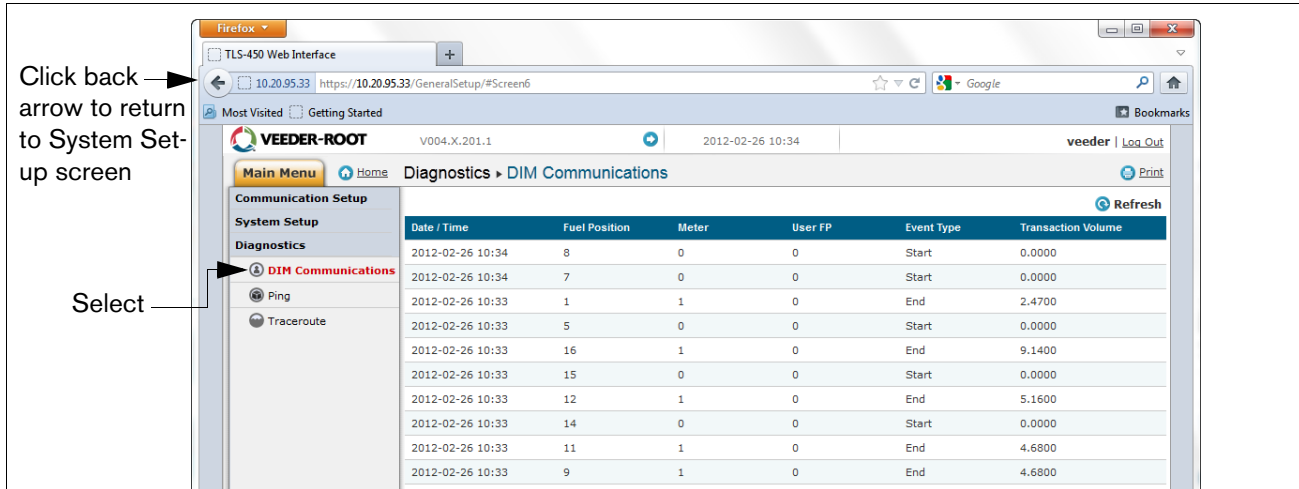 Firefox
TLS-450 Web Interface
10.20.95.33 https://10.20.95.33/GeneralSetup/#Screen6
Google
Most Visited Getting Started
Bookmarks
Click back
arrow to return
to System Set-
up screen
VEEDER-ROOT
V004.X.201.1
2012-02-26 10:34
veeder | Log Out
Main Menu Home Diagnostics ▸ DIM Communications Print
Communication Setup
System Setup
Diagnostics
DIM Communications
Ping
Traceroute
Select
Refresh
Date / Time Fuel Position Meter User FP Event Type Transaction Volume
2012-02-26 10:34 8 0 0 Start 0.0000
2012-02-26 10:34 7 0 0 Start 0.0000
2012-02-26 10:33 1 1 0 End 2.4700
2012-02-26 10:33 5 0 0 Start 0.0000
2012-02-26 10:33 16 1 0 End 9.1400
2012-02-26 10:33 15 0 0 Start 0.0000
2012-02-26 10:33 12 1 0 End 5.1600
2012-02-26 10:33 14 0 0 Start 0.0000
2012-02-26 10:33 11 1 0 End 4.6800
2012-02-26 10:33 9 1 0 End 4.6800